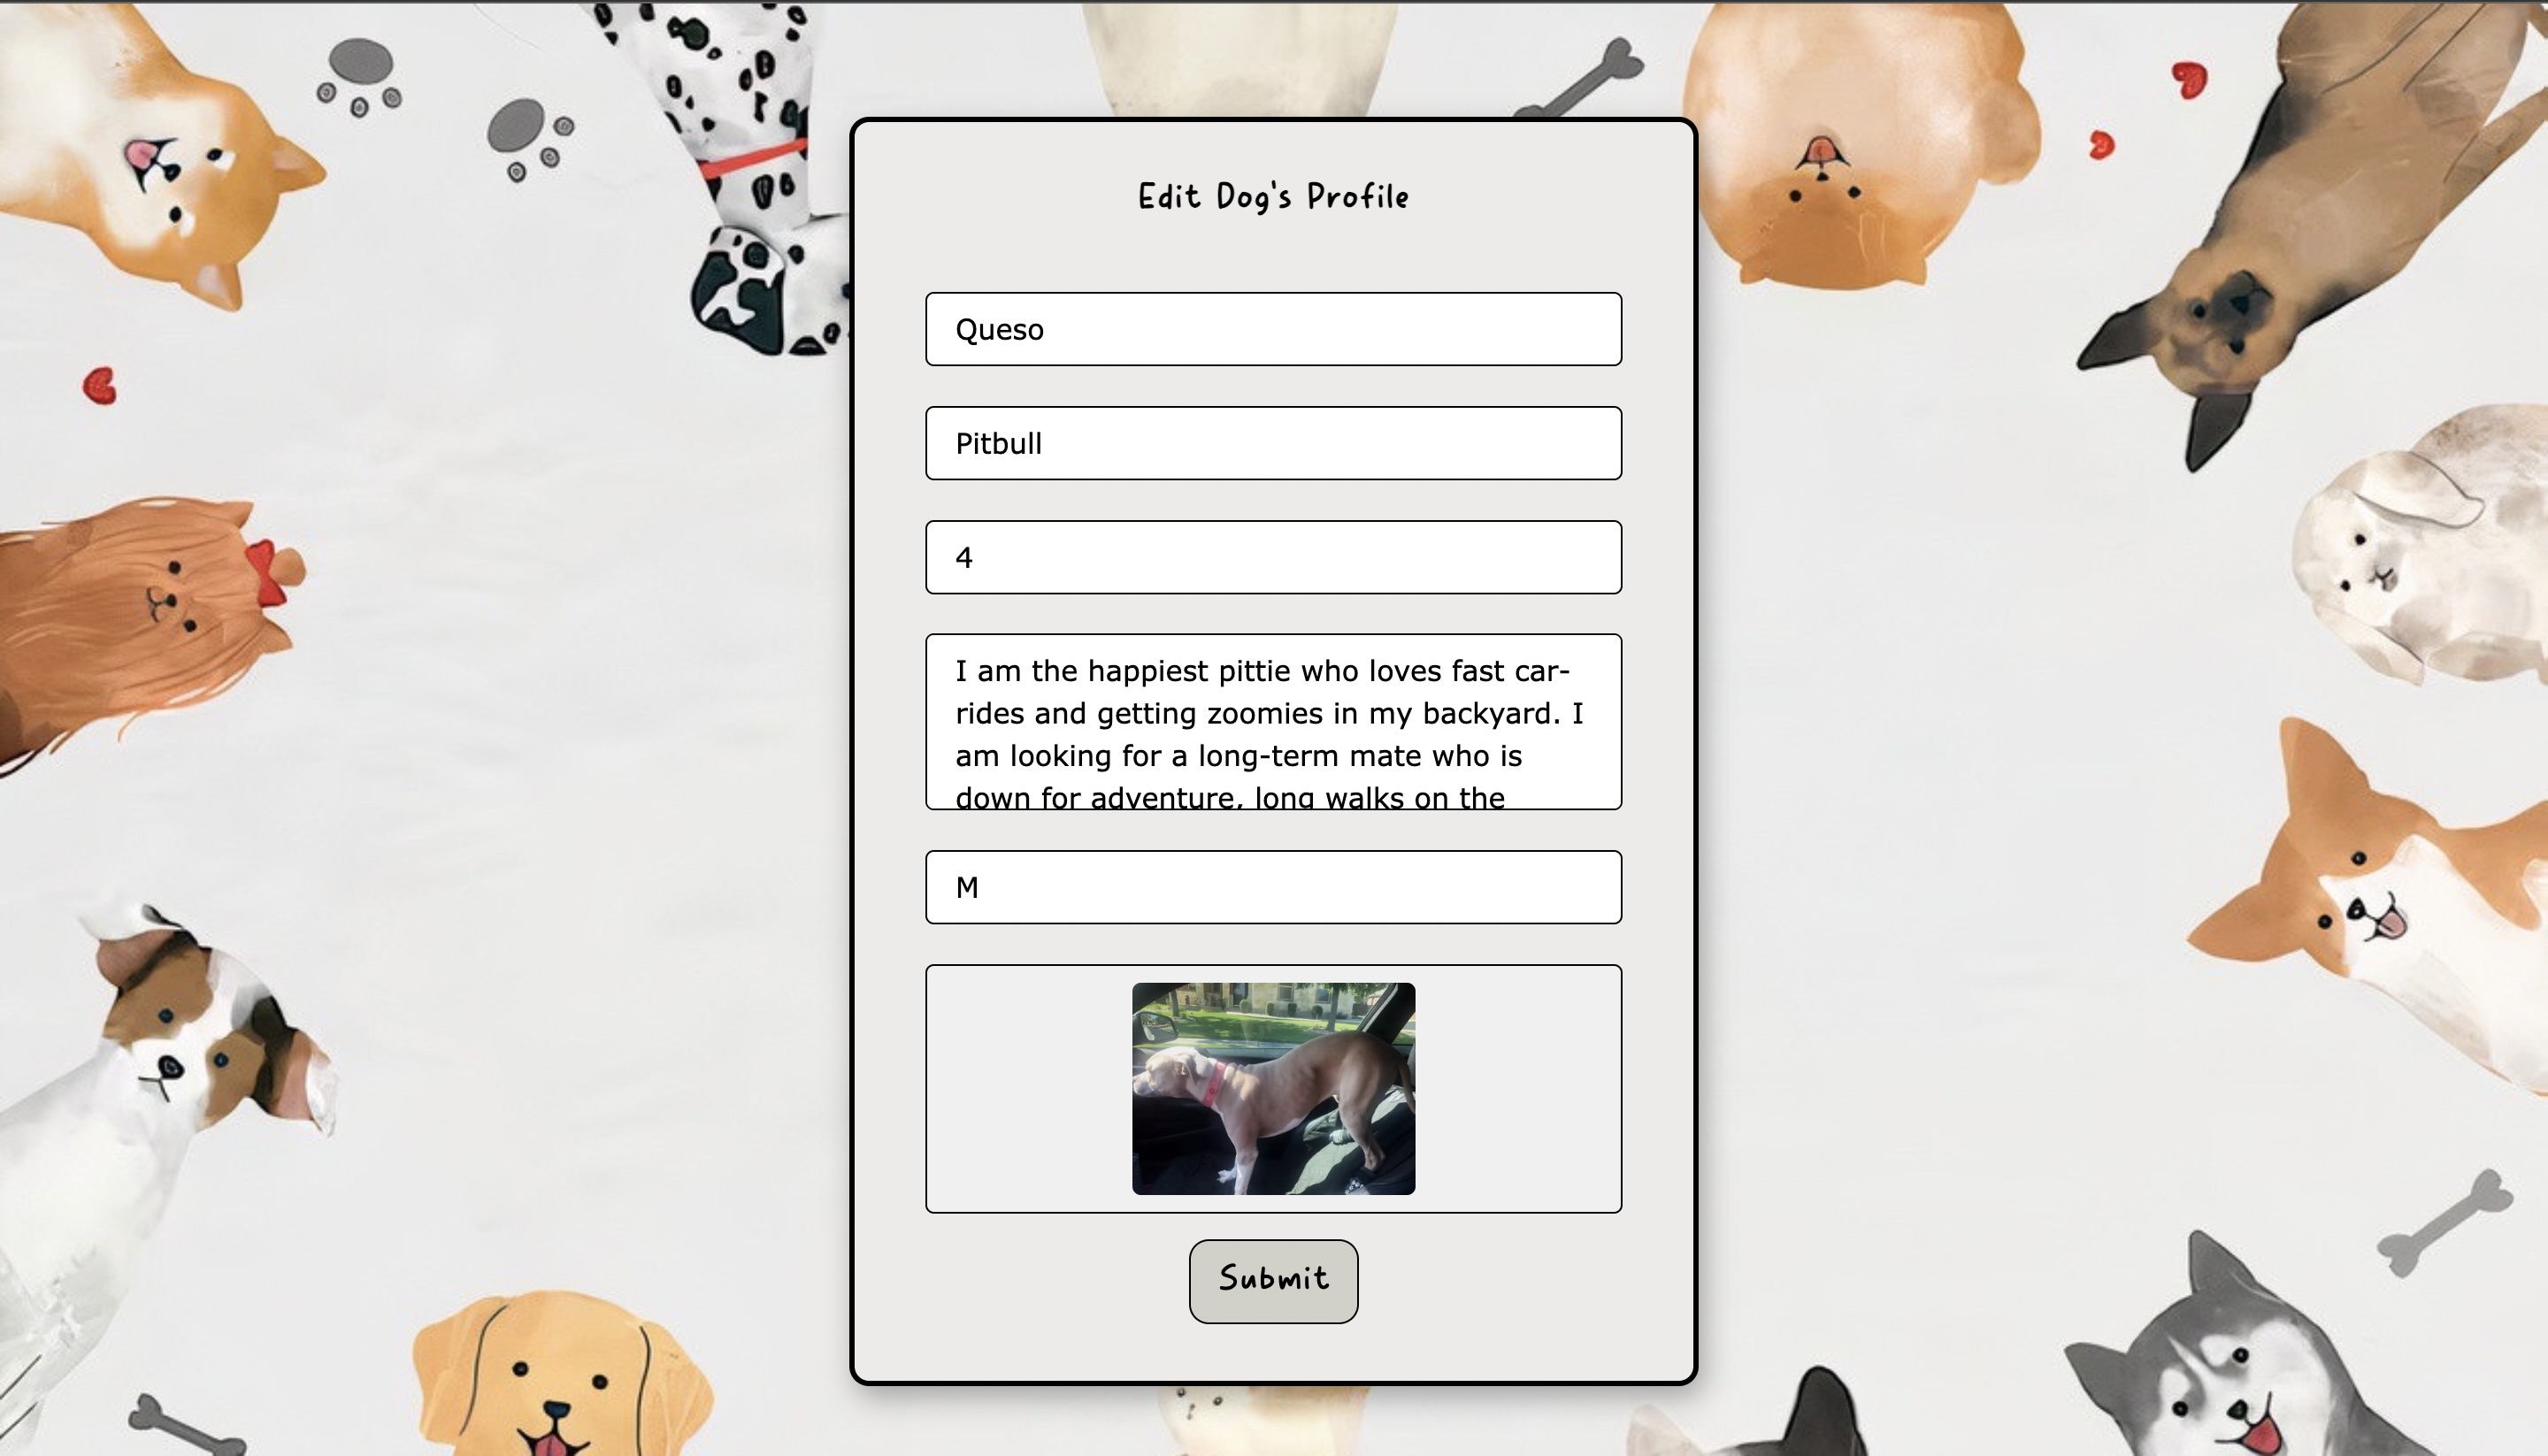 Edit Dog's Profile
Queso
Pitbull
4
I am the happiest pittie who loves fast car-
rides and getting zoomies in my backyard. I
am looking for a long-term mate who is
down for adventure, long walks on the
M
Submit